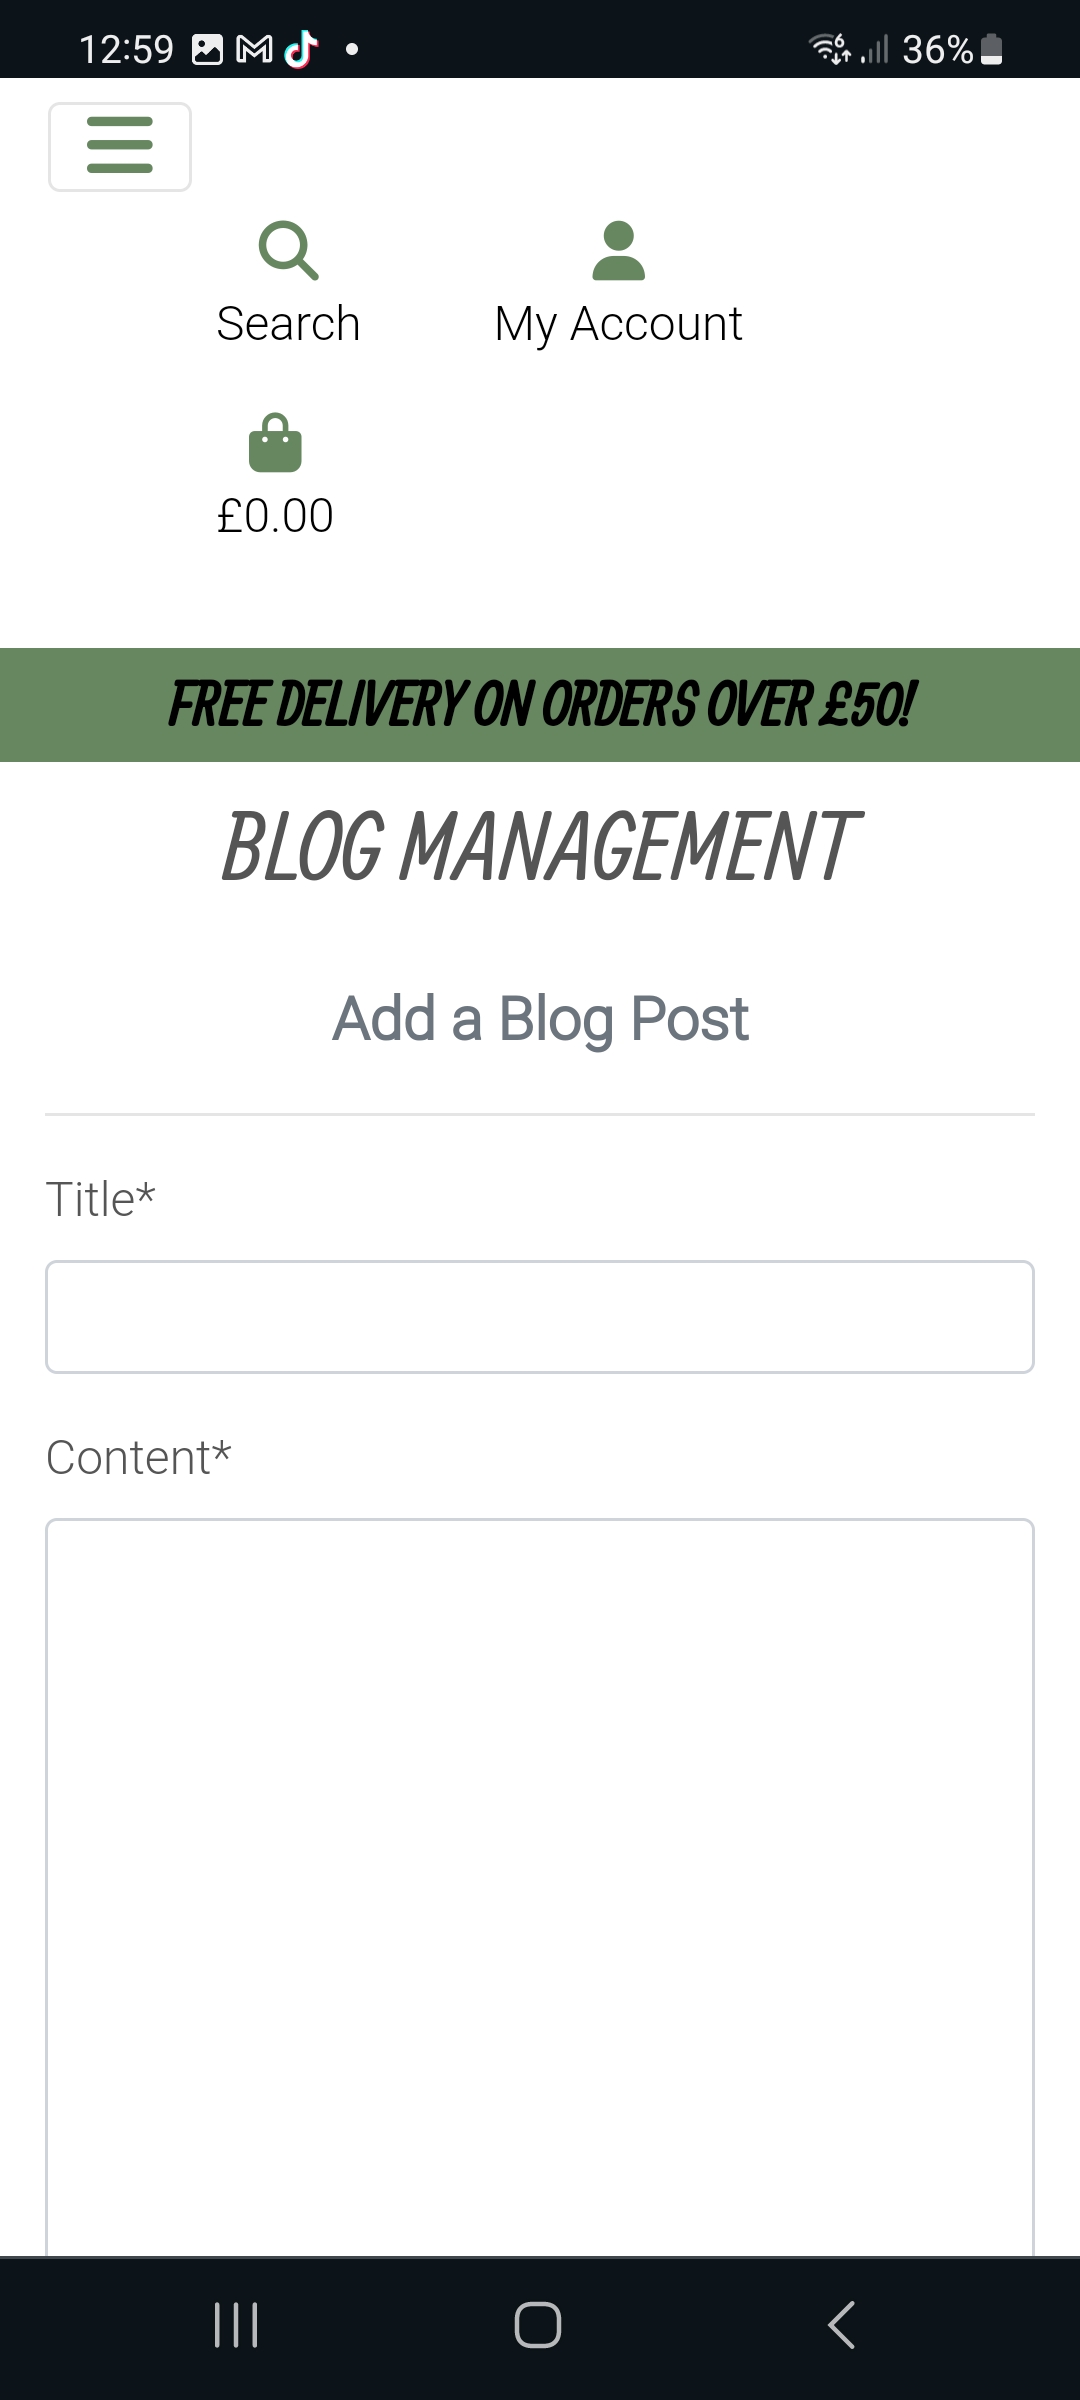 12:59
36%
Search My Account
£0.00
FREE DELIVERY ON ORDERS OVER £50!
BLOG MANAGEMENT
Add a Blog Post
Title*
Content*